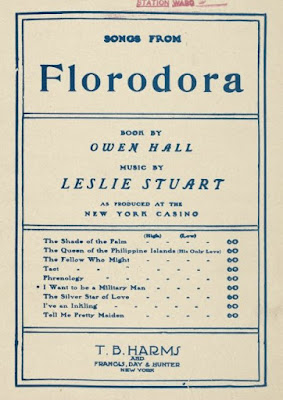 STATION WABC
SONGS FROM
Florodora
BOOK BY
OWEN HALL
MUSIC BY
LESLIE STUART
AS PRODUCED AT THE
NEW YORK CASINO
(High) (Low)
The Shade of the Palm - - - - 60
The Queen of the Philippine Islands (His Only Love) - 60
The Fellow Who Might - - - - 60
Tact - - - - - - 60
Phrenology - - - - - 60
• I Want to be a Military Man - - - - 60
The Silver Star of Love - - - - 60
I've an Inkling - - - - - 60
Tell Me Pretty Maiden - - - - 60
T. B. HARMS
AND
FRANCIS, DAY & HUNTER
NEW YORK